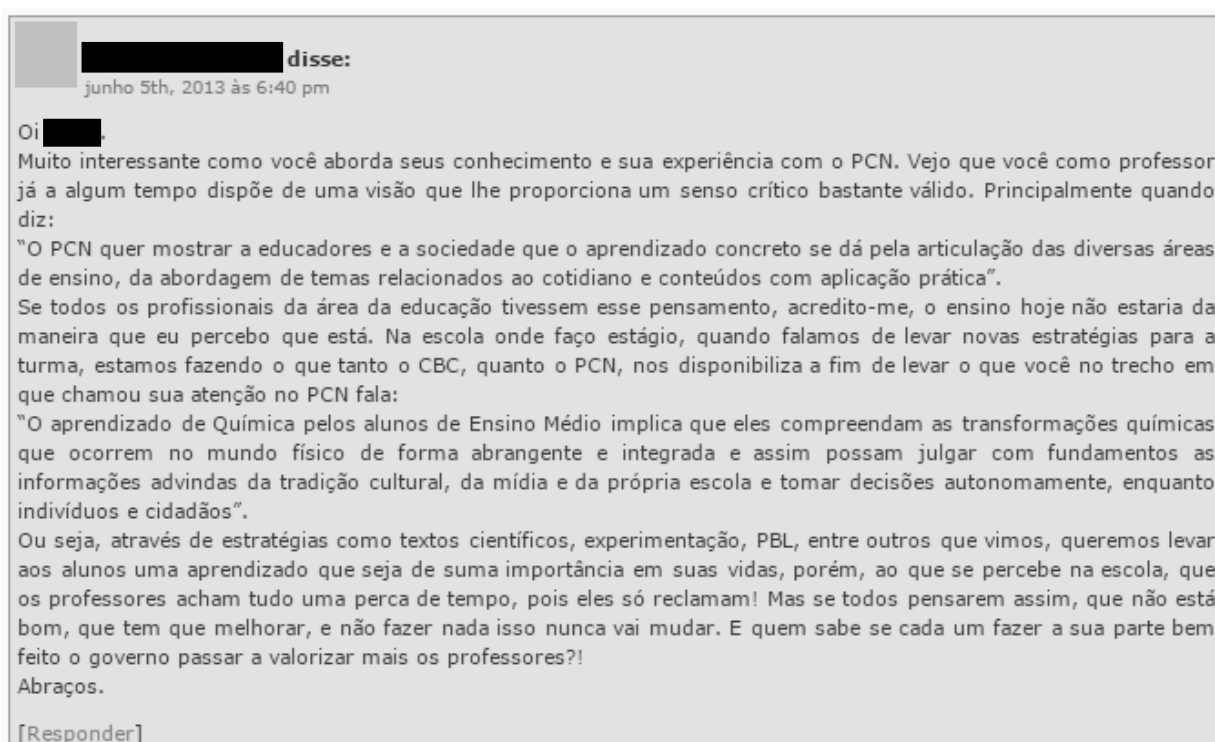 disse:
junho 5th, 2013 às 6:40 pm
Oi .
Muito interessante como você aborda seus conhecimento e sua experiência com o PCN. Vejo que você como professor
já a algum tempo dispõe de uma visão que lhe proporciona um senso crítico bastante válido. Principalmente quando
diz:
“O PCN quer mostrar a educadores e a sociedade que o aprendizado concreto se dá pela articulação das diversas áreas
de ensino, da abordagem de temas relacionados ao cotidiano e conteúdos com aplicação prática”.
Se todos os profissionais da área da educação tivessem esse pensamento, acredito-me, o ensino hoje não estaria da
maneira que eu percebo que está. Na escola onde faço estágio, quando falamos de levar novas estratégias para a
turma, estamos fazendo o que tanto o CBC, quanto o PCN, nos disponibiliza a fim de levar o que você no trecho em
que chamou sua atenção no PCN fala:
“O aprendizado de Química pelos alunos de Ensino Médio implica que eles compreendam as transformações químicas
que ocorrem no mundo físico de forma abrangente e integrada e assim possam julgar com fundamentos as
informações advindas da tradição cultural, da mídia e da própria escola e tomar decisões autonomamente, enquanto
indivíduos e cidadãos”.
Ou seja, através de estratégias como textos científicos, experimentação, PBL, entre outros que vimos, queremos levar
aos alunos uma aprendizado que seja de suma importância em suas vidas, porém, ao que se percebe na escola, que
os professores acham tudo uma perca de tempo, pois eles só reclamam! Mas se todos pensarem assim, que não está
bom, que tem que melhorar, e não fazer nada isso nunca vai mudar. E quem sabe se cada um fazer a sua parte bem
feito o governo passar a valorizar mais os professores?!
Abraços.
[Responder]